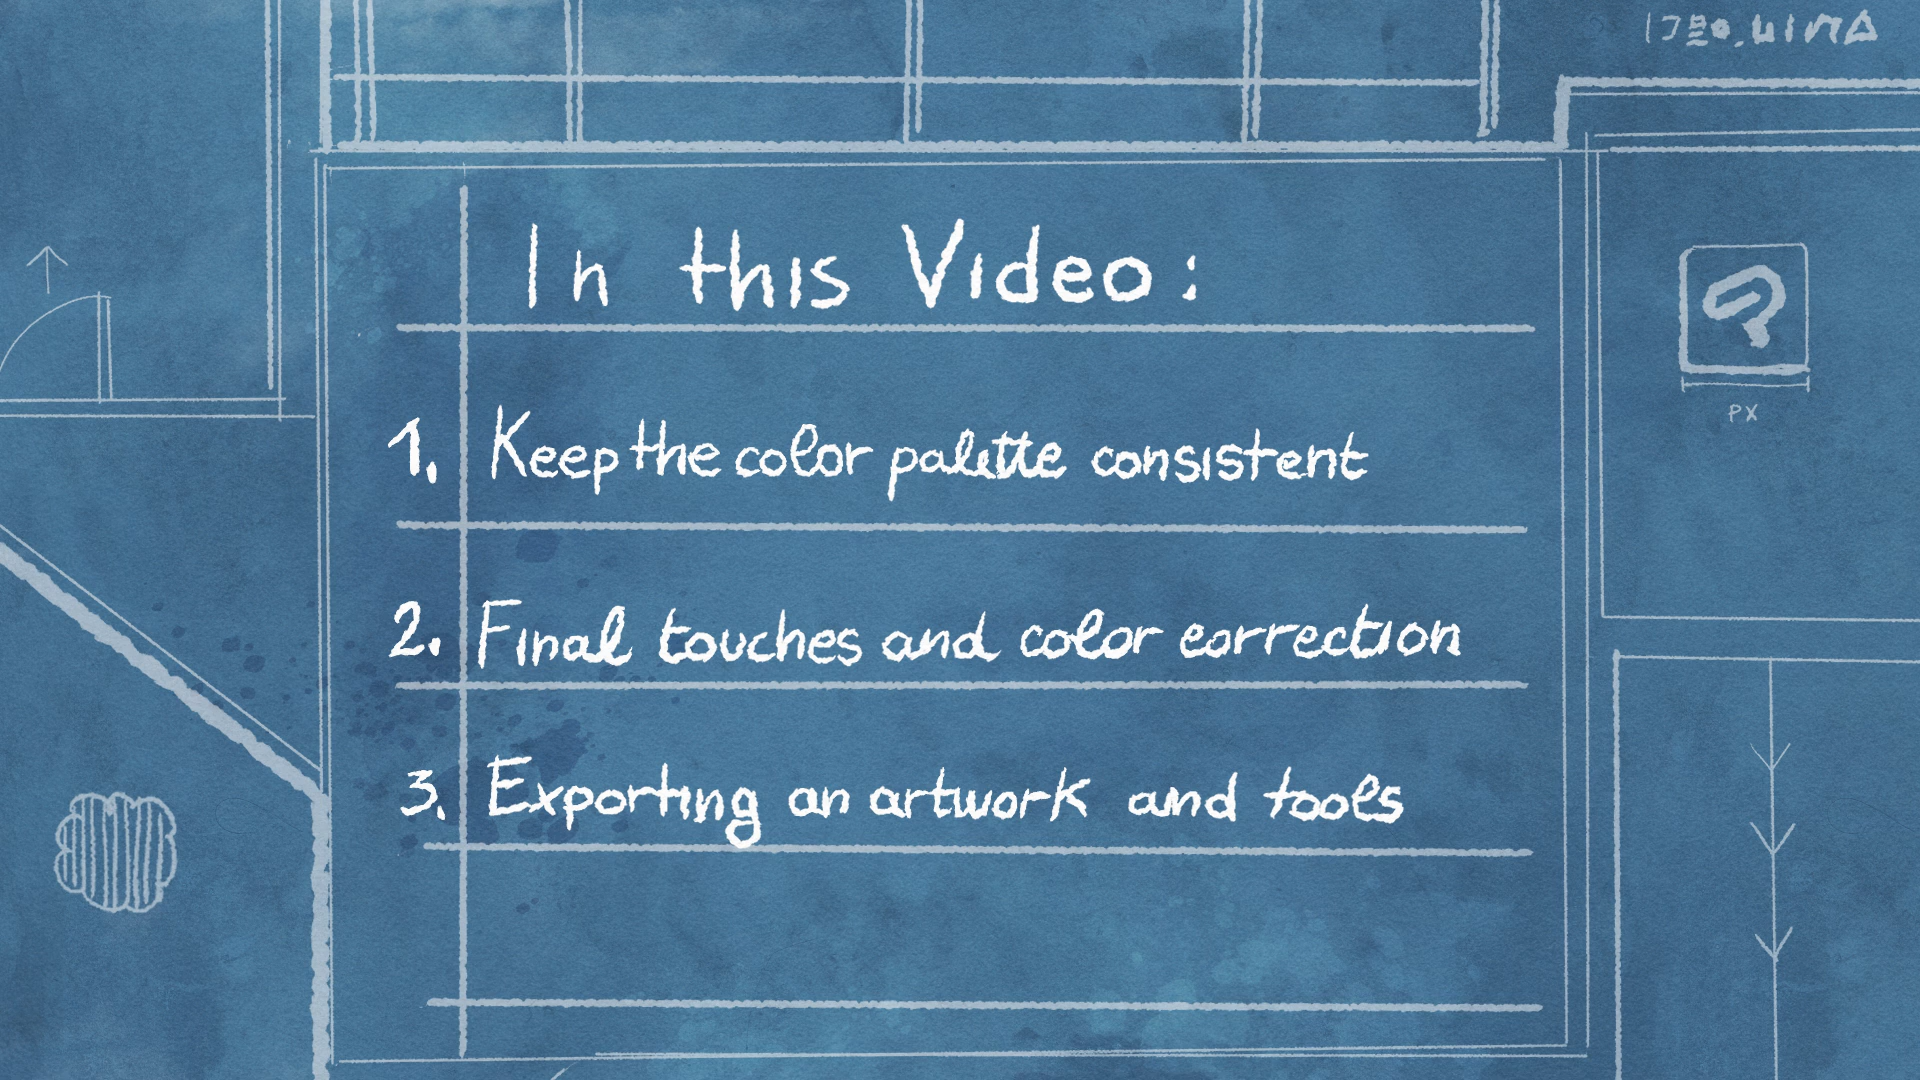 In this Video:
1. Keep the color palette consistent
2. Final touches and color correction
3. Exporting an artwork and tools
PX